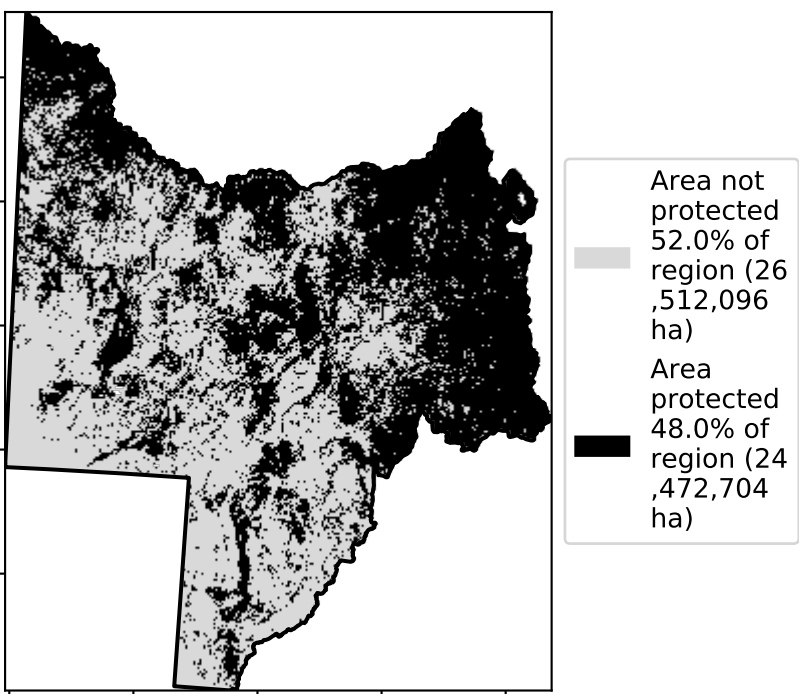 Area not
protected
52.0% of
region (26
,512,096
ha)
Area
protected
48.0% of
region (24
,472,704
ha)